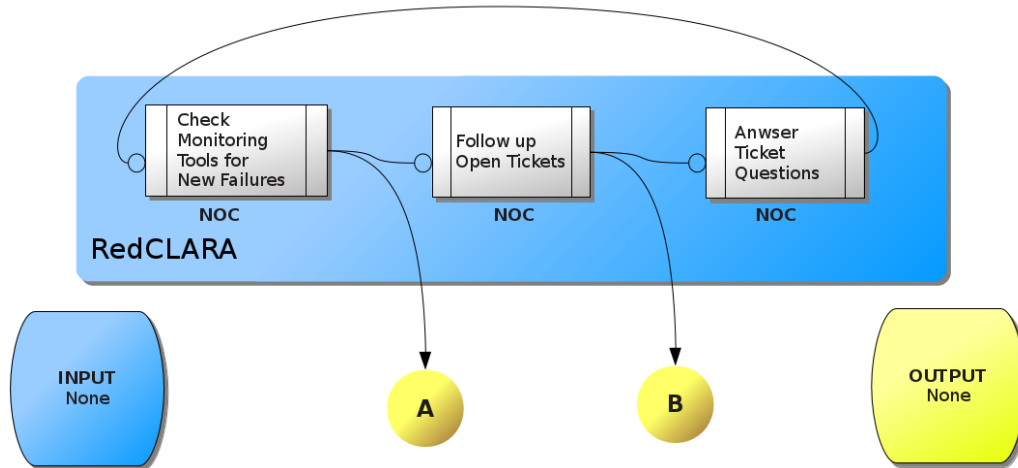 Check
Monitoring
Tools for
New Failures
NOC
Follow up
Open Tickets
NOC
Anwser
Ticket
Questions
NOC
RedCLARA
INPUT
None
A
B
OUTPUT
None